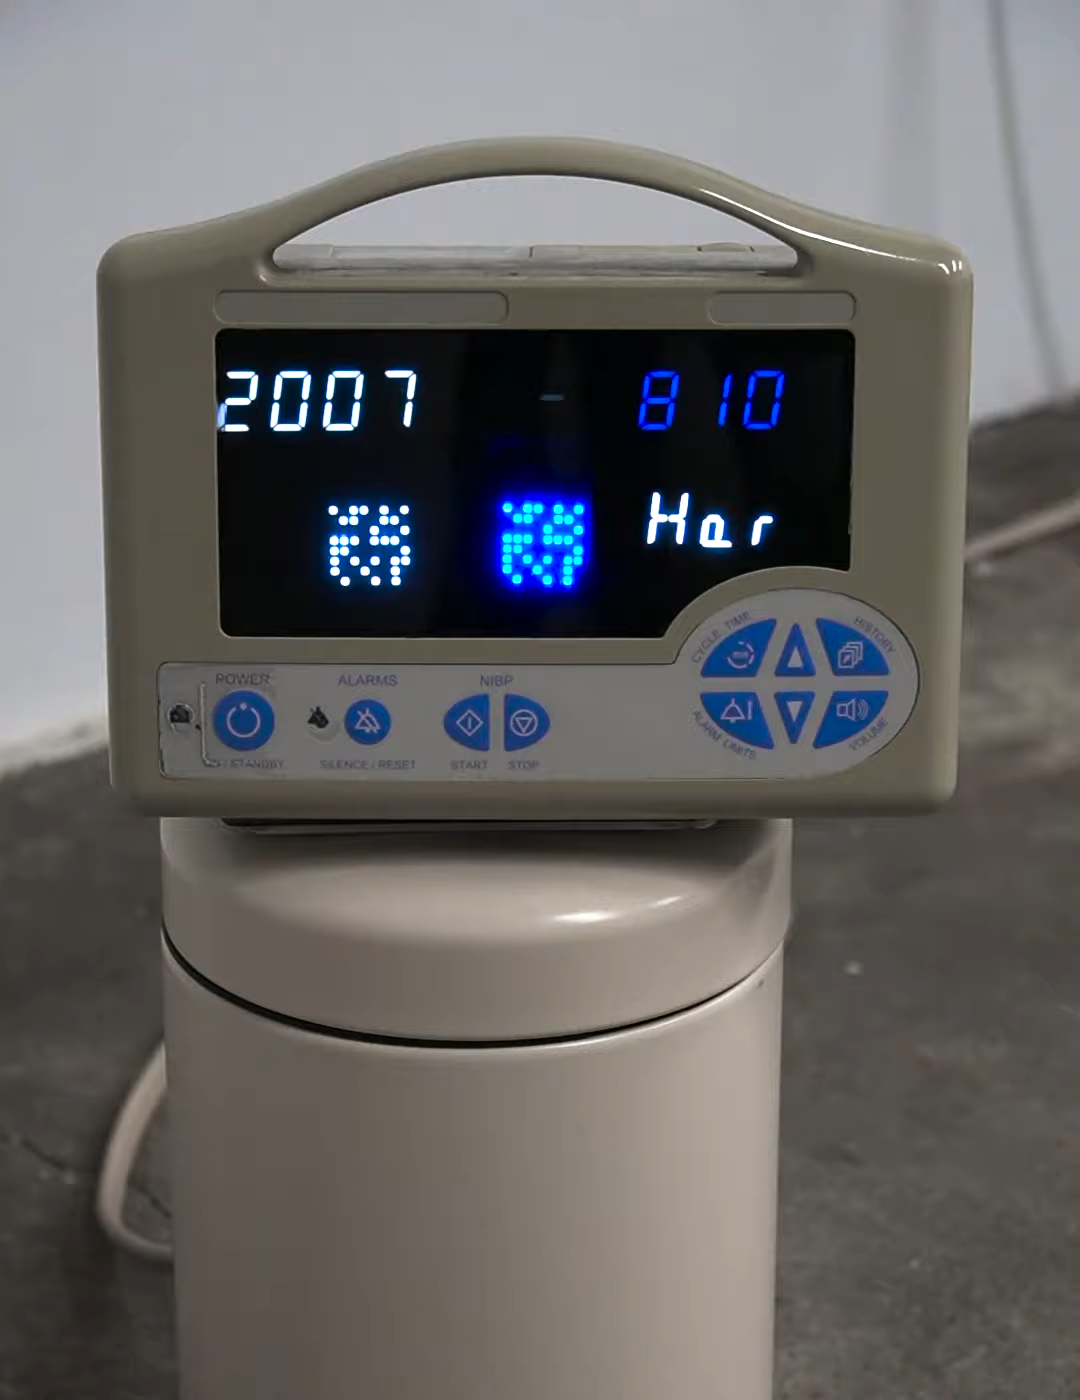 2007 - 810
Har
CYCLE TIME
HISTORY
POWER
ALARMS
NIBP
ALARM LIMITS
VOLUME
/ STANDBY
SILENCE / RESET
START
STOP